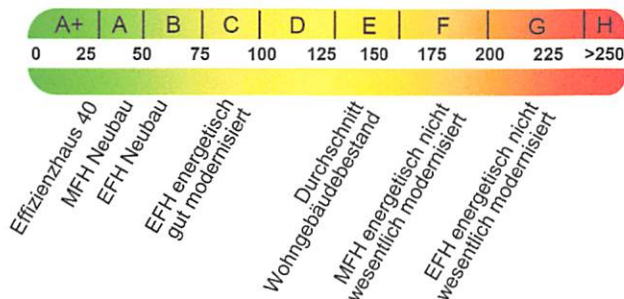 A+ A B C D E F G H
0 25 50 75 100 125 150 175 200 225 >250
Effizienzhaus 40
MFH Neubau
EFH Neubau
EFH energetisch
gut modernisiert
Durchschnitt
Wohngebäudebestand
MFH energetisch nicht
wesentlich modernisiert
EFH energetisch nicht
wesentlich modernisiert